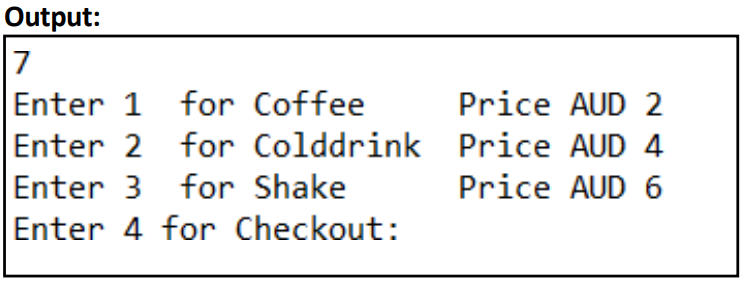 Output:
7
Enter 1  for Coffee     Price AUD 2
Enter 2  for Colddrink  Price AUD 4
Enter 3  for Shake      Price AUD 6
Enter 4 for Checkout: